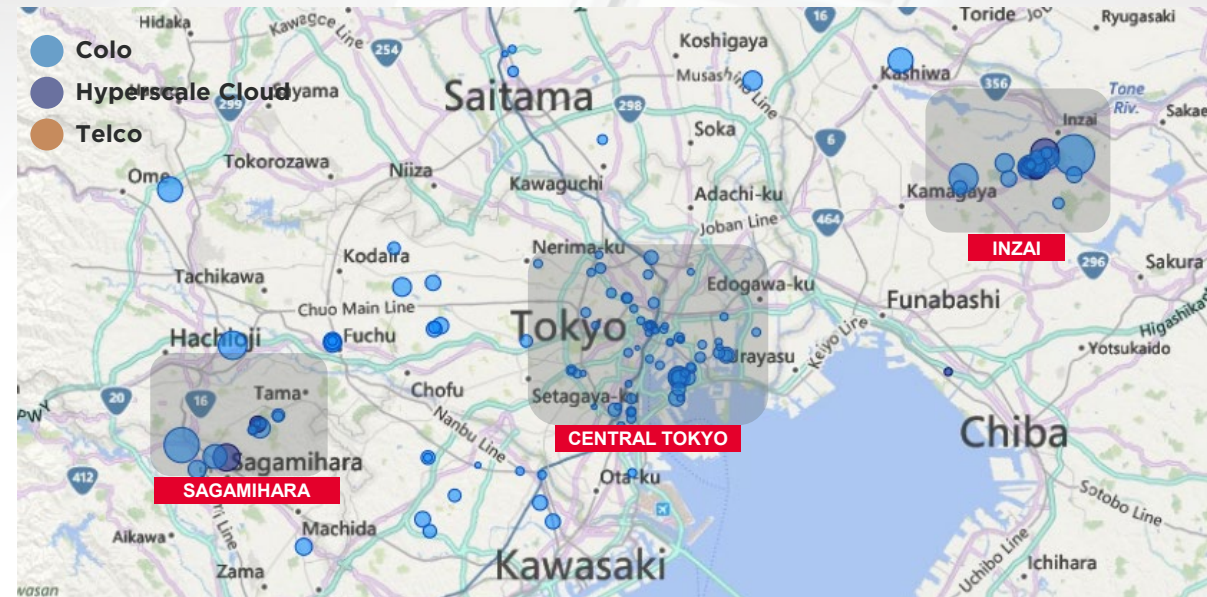 Colo
Hyperscale Cloud
Telco
Hidaka
Kawagoe Line
254
16
Toride
Ryugasaki
Koshigaya
Musashino Line
Kashiwa
356
Tone
Riv.
299
Saitama
298
Inzai
Sakae
Soka
6
Tokorozawa
Niiza
Ome
Kawaguchi
Adachi-ku
Kamagaya
Joban Line
464
INZAI
Nerima-ku
Kodaira
296
Sakura
Tachikawa
Edogawa-ku
Funabashi
Chuo Main Line
Tokyo
Higashikan
Hachioji
Fuchu
Keiyo Line
Urayasu
Yotsukaido
Tama
Chofu
Setagaya-ku
20
16
PWY
Nanbu Line
CENTRAL TOKYO
Chiba
Sagamihara
412
SAGAMIHARA
Ota-ku
Sotobo Line
Machida
Aikawa
Kawasaki
Uchibo Line
Ichihara
Zama